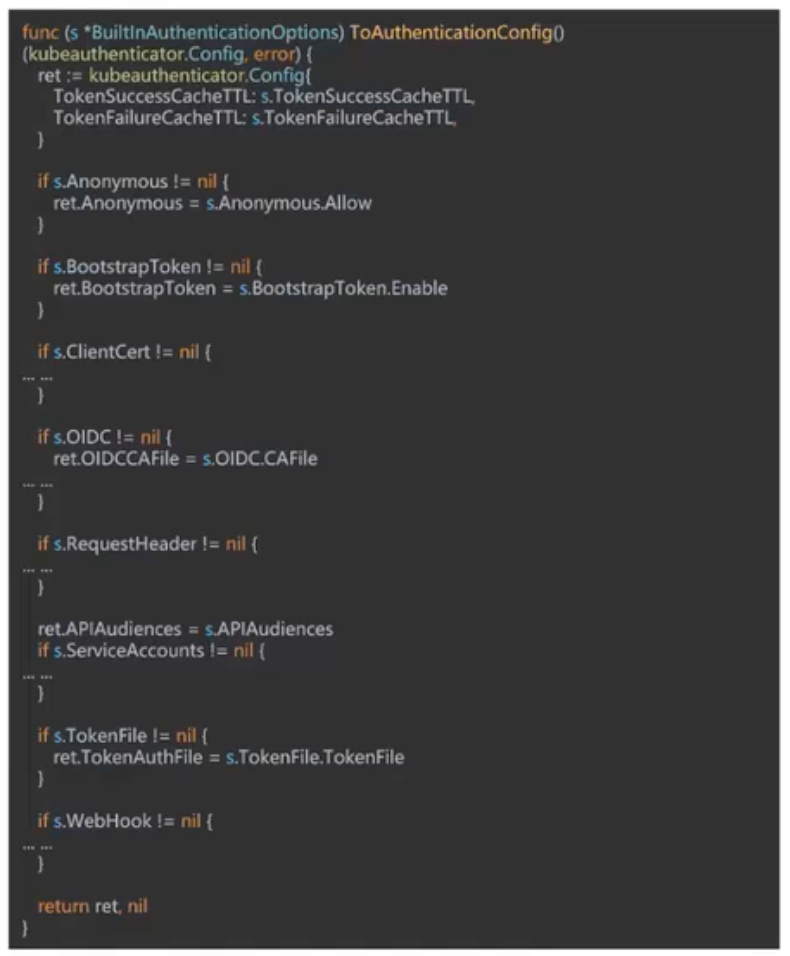 func (s *BuiltInAuthenticationOptions) ToAuthenticationConfig()
(kubeauthenticator.Config, error) {
  ret := kubeauthenticator.Config{
    TokenSuccessCacheTTL: s.TokenSuccessCacheTTL,
    TokenFailureCacheTTL: s.TokenFailureCacheTTL,
  }
  if s.Anonymous != nil {
    ret.Anonymous = s.Anonymous.Allow
  }
  if s.BootstrapToken != nil {
    ret.BootstrapToken = s.BootstrapToken.Enable
  }
  if s.ClientCert != nil {
... ...
  }
  if s.OIDC != nil {
    ret.OIDCCAFile = s.OIDC.CAFile
... ...
  }
  if s.RequestHeader != nil {
... ...
  }
  ret.APIAudiences = s.APIAudiences
  if s.ServiceAccounts != nil {
... ...
  }
  if s.TokenFile != nil {
    ret.TokenAuthFile = s.TokenFile.TokenFile
  }
  if s.WebHook != nil {
... ...
  }
  return ret, nil
}